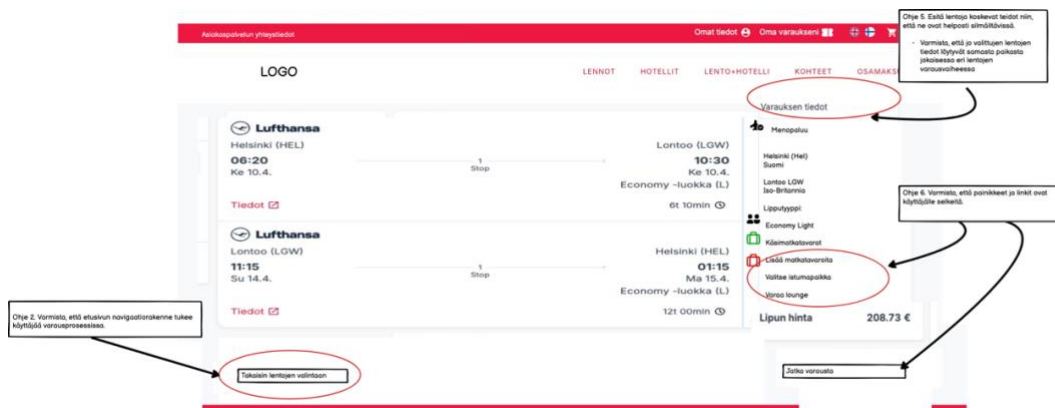 Asiakaspalvelun yhteystiedot
Omat tiedot
Oma varaukseni
LOGO
LENNOT
HOTELLIT
LENTO+HOTELLI
KOHTEET
OSAMAKSU
Ohje 5. Esitä lentoja koskevat teidot niin,
että ne ovat helposti silmäiltävissä.
- Varmista, että jo valittujen lentojen
tiedot löytyvät samasta paikasta
jokaisessa eri lentojen
varausvaiheessa
Varauksen tiedot
Menopaluu
Helsinki (Hel)
Suomi
Lontoo LGW
Iso-Britannia
Lipputyyppi:
Economy Light
Käsimatkatavarat
Lisää matkatavaroita
Valitse istumapaikka
Varaa lounge
Lipun hinta 208.73 €
Ohje 6. Varmista, että painikkeet ja linkit ovat
käyttäjälle selkeitä.
Lufthansa
Helsinki (HEL)
Lontoo (LGW)
06:20
1
10:30
Ke 10.4.
Stop
Ke 10.4.
Economy -luokka (L)
Tiedot
6t 10min
Lufthansa
Lontoo (LGW)
Helsinki (HEL)
11:15
1
01:15
Su 14.4.
Stop
Ma 15.4.
Economy -luokka (L)
Tiedot
12t 00min
Ohje 2. Varmista, että etusivun navigaatiorakenne tukee
käyttäjää varausprosessissa.
Takaisin lentojen valintaan
Jatka varausta